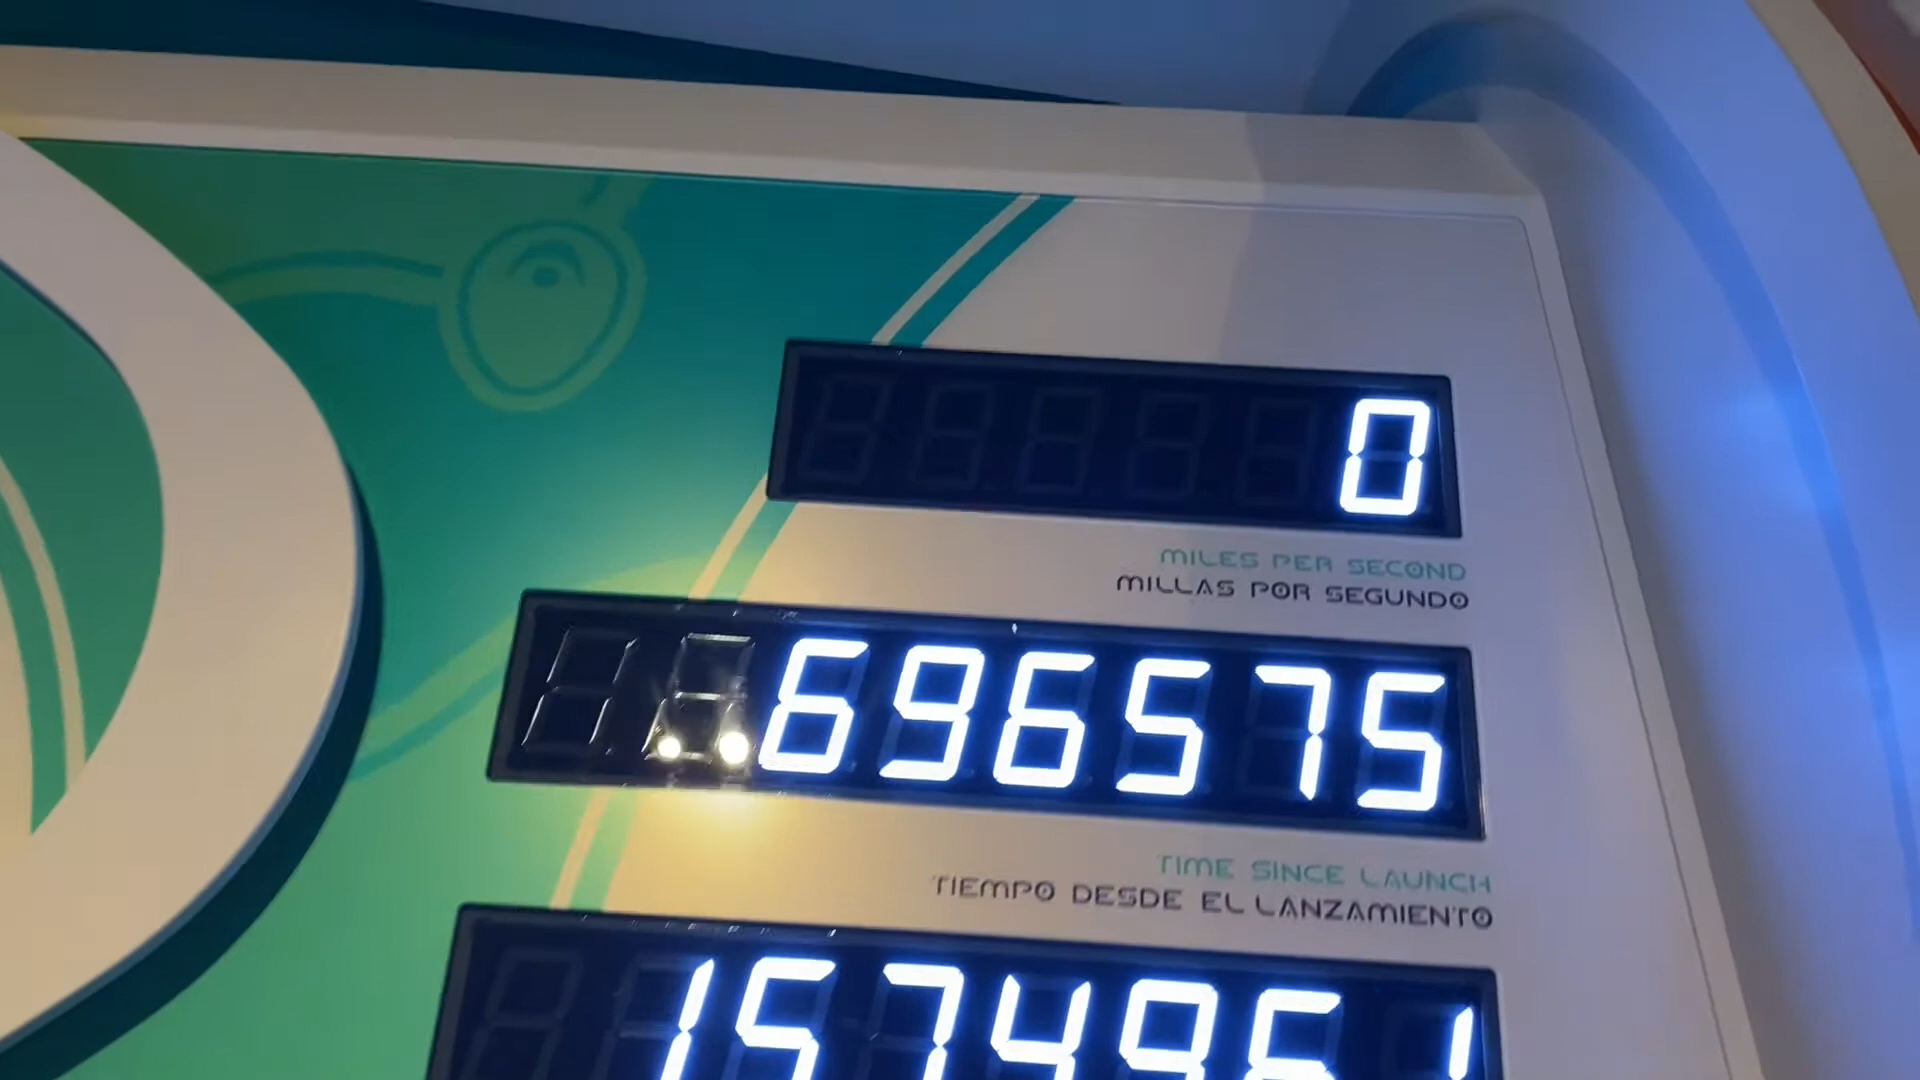 0
MILES PER SECOND
MILLAS POR SEGUNDO
696575
TIME SINCE LAUNCH
TIEMPO DESDE EL LANZAMIENTO